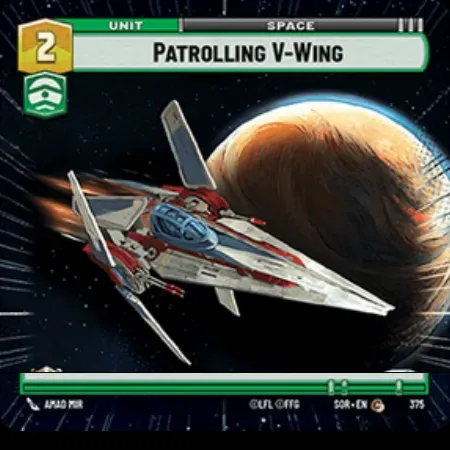 UNIT SPACE
2 PATROLLING V-WING
AMAD MIR ©LFL ©FFG SOR • EN C 375